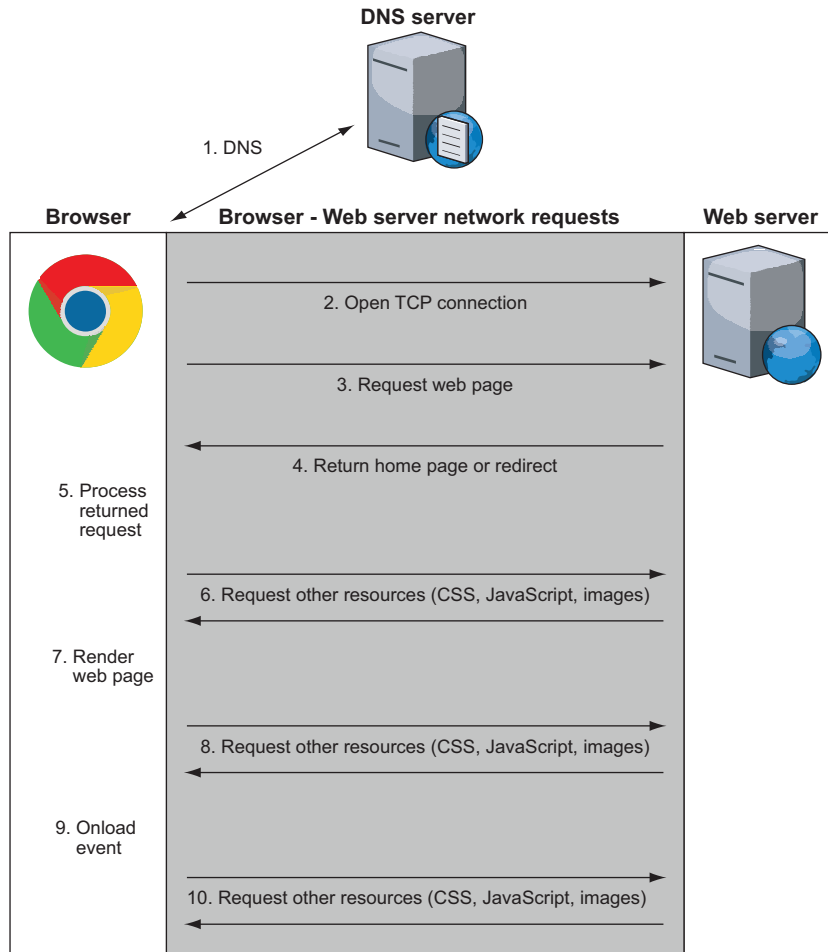 DNS server
1. DNS
Browser
Browser - Web server network requests
Web server
2. Open TCP connection
3. Request web page
4. Return home page or redirect
5. Process
returned
request
6. Request other resources (CSS, JavaScript, images)
7. Render
web page
8. Request other resources (CSS, JavaScript, images)
9. Onload
event
10. Request other resources (CSS, JavaScript, images)